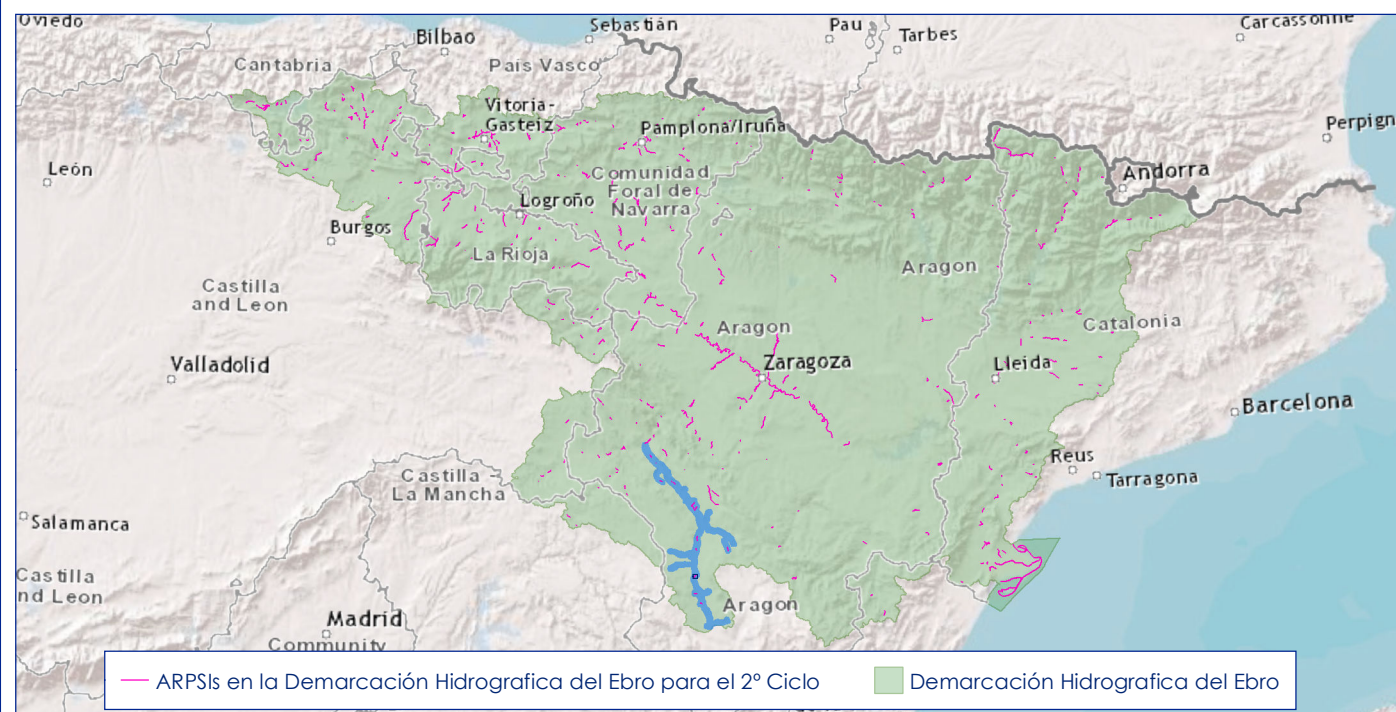 Oviedo
Sebastián
Pau
Carcassonne
Bilbao
Tarbes
Cantabria
País Vasco
Vitoria-
Gasteiz
Pamplona/Iruña
Perpign
León
Comunidad
Foral de
Navarra
Andorra
Logroño
Burgos
La Rioja
Aragon
Castilla
and Leon
Aragon
Catalonia
Valladolid
Zaragoza
Lleida
Barcelona
Reus
Castilla
La Mancha
Tarragona
Salamanca
Castilla
nd Leon
Aragon
Madrid
Community
ARPSIs en la Demarcación Hidrografica del Ebro para el 2º Ciclo
Demarcación Hidrografica del Ebro